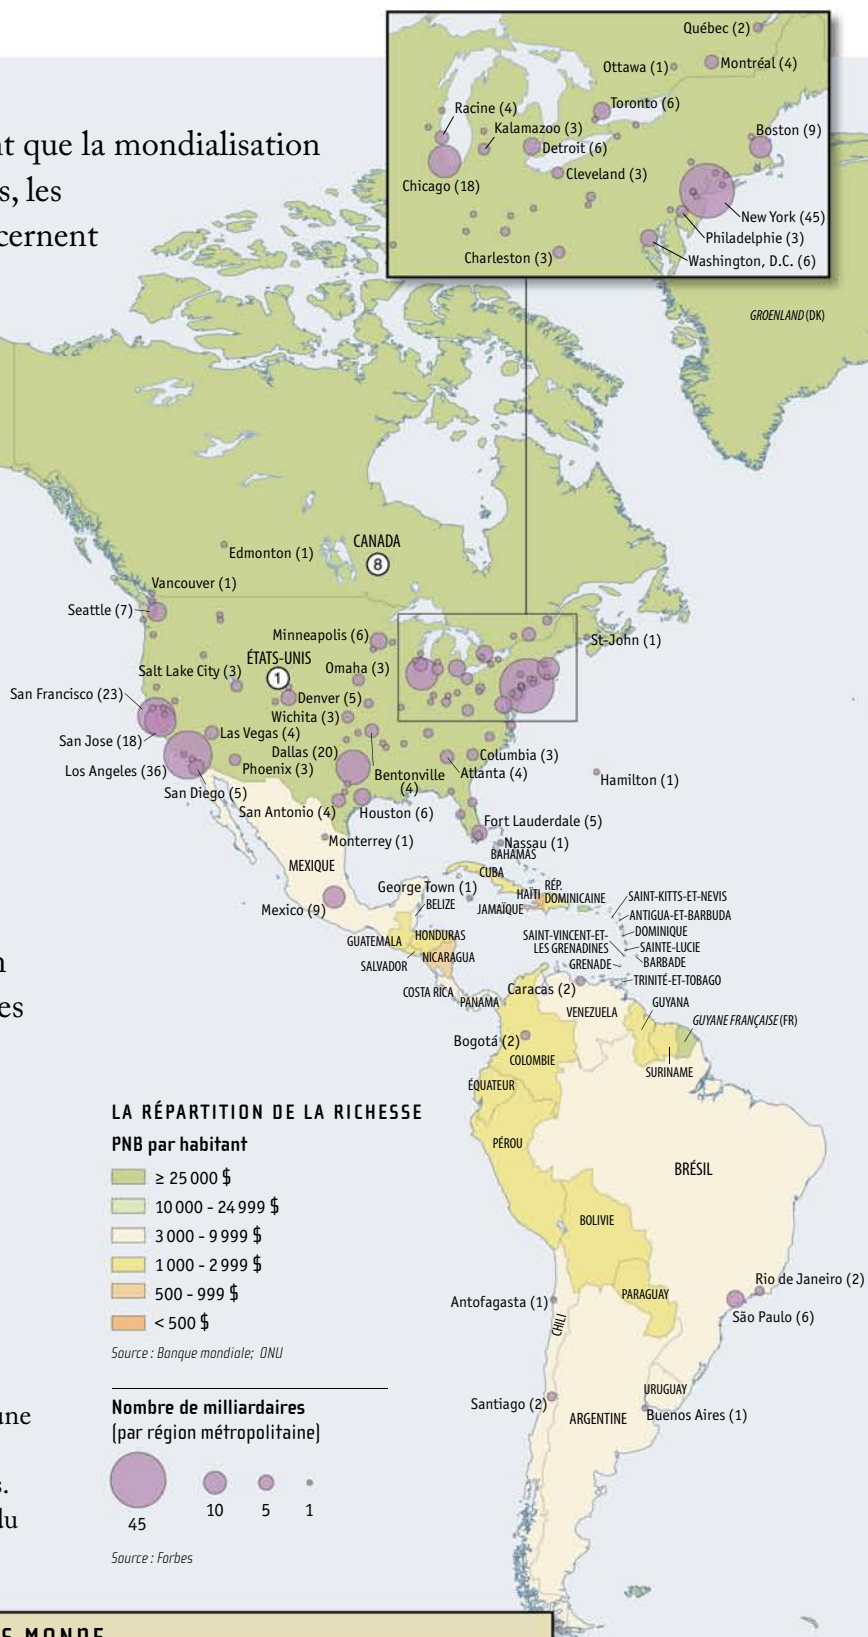 Québec (2)
Ottawa (1)
Montréal (4)
Racine (4)
Toronto (6)
Kalamazoo (3)
Boston (9)
Detroit (6)
Cleveland (3)
Chicago (18)
New York (45)
Philadelphie (3)
Charleston (3)
Washington, D.C. (6)
nt que la mondialisation
s, les
cernent
GROENLAND (DK)
CANADA
8
Edmonton (1)
Vancouver (1)
Seattle (7)
Minneapolis (6)
St-John (1)
ÉTATS-UNIS
1
Salt Lake City (3)
Omaha (3)
San Francisco (23)
Denver (5)
Wichita (3)
San Jose (18)
Las Vegas (4)
Dallas (20)
Columbia (3)
Los Angeles (36)
Phoenix (3)
Bentonville
(4)
Atlanta (4)
Hamilton (1)
San Diego (5)
San Antonio (4)
Houston (6)
Fort Lauderdale (5)
Monterrey (1)
Nassau (1)
BAHAMAS
MEXIQUE
CUBA
George Town (1)
HAÏTI
RÉP.
DOMINICAINE
SAINT-KITTS-ET-NEVIS
Mexico (9)
BELIZE
JAMAÏQUE
ANTIGUA-ET-BARBUDA
DOMINIQUE
GUATEMALA
HONDURAS
SAINT-VINCENT-ET-
LES GRENADINES
SAINTE-LUCIE
NICARAGUA
SALVADOR
GRENADE
BARBADE
TRINITÉ-ET-TOBAGO
COSTA RICA
PANAMA
Caracas (2)
VENEZUELA
GUYANA
GUYANE FRANÇAISE (FR)
n
es
Bogotá (2)
COLOMBIE
SURINAME
ÉQUATEUR
PÉROU
BRÉSIL
BOLIVIE
PARAGUAY
Rio de Janeiro (2)
São Paulo (6)
Antofagasta (1)
CHILI
Santiago (2)
URUGUAY
ARGENTINE
Buenos Aires (1)
LA RÉPARTITION DE LA RICHESSE
PNB par habitant
≥ 25 000 $
10 000 - 24 999 $
3 000 - 9 999 $
1 000 - 2 999 $
500 - 999 $
< 500 $
Source : Banque mondiale; ONU
Nombre de milliardaires
(par région métropolitaine)
45
10
5
1
Source : Forbes
une
s.
du
E MONDE